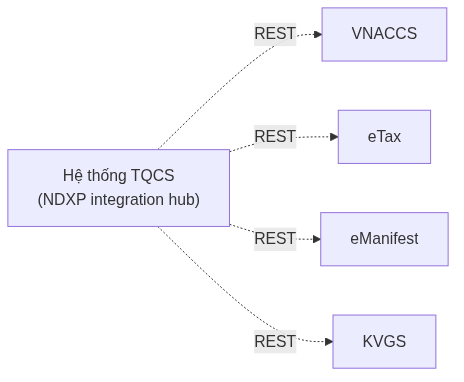 REST
VNACCS
REST
eTax
Hệ thống TQCS
(NDXP integration hub)
REST
eManifest
REST
KVGS